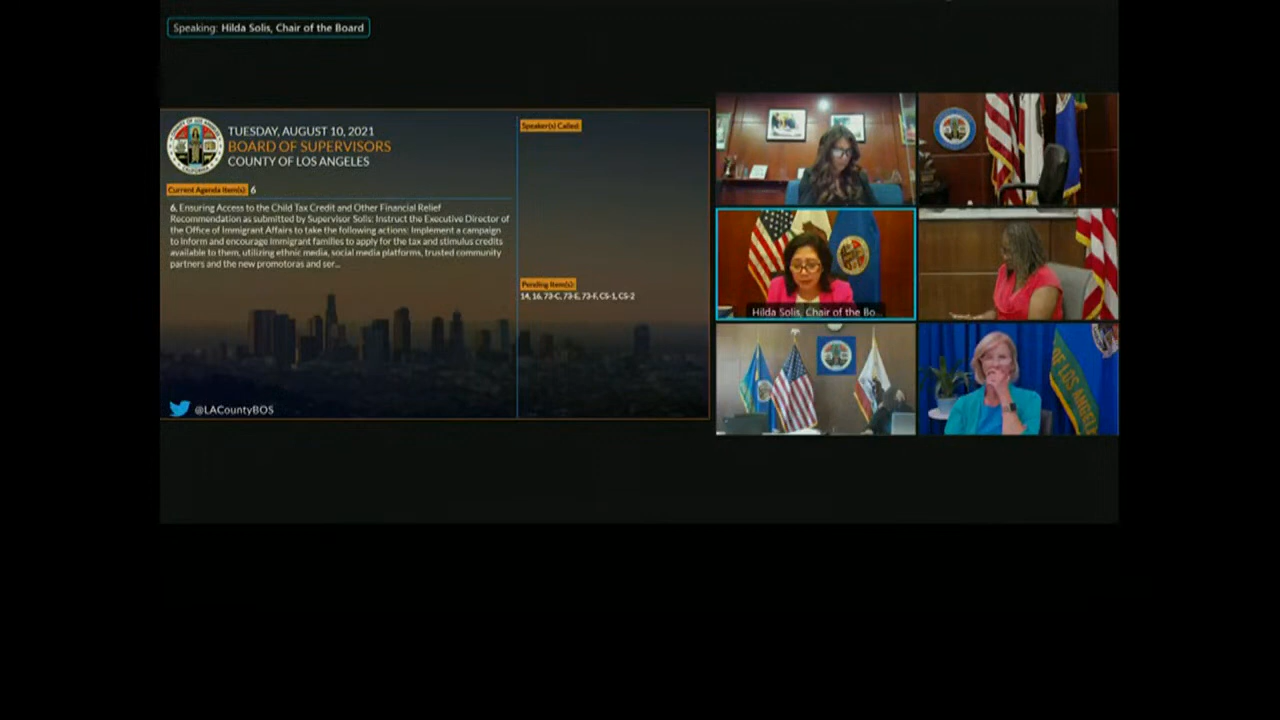 Speaking: Hilda Solis, Chair of the Board
TUESDAY, AUGUST 10, 2021
BOARD OF SUPERVISORS
COUNTY OF LOS ANGELES
Current Agenda Item(s): 6
6. Ensuring Access to the Child Tax Credit and Other Financial Relief
Recommendation as submitted by Supervisor Solis: Instruct the Executive Director of
the Office of Immigrant Affairs to take the following actions: Implement a campaign
to inform and encourage immigrant families to apply for the tax and stimulus credits
available to them, utilizing ethnic media, social media platforms, trusted community
partners and the new promotoras and ser...
@LACountyBOS
Speaker(s) Called:
Pending Item(s):
14, 16, 73-C, 73-E, 73-F, CS-1, CS-2
Hilda Solis, Chair of the Bo...
OF LOS ANGELES